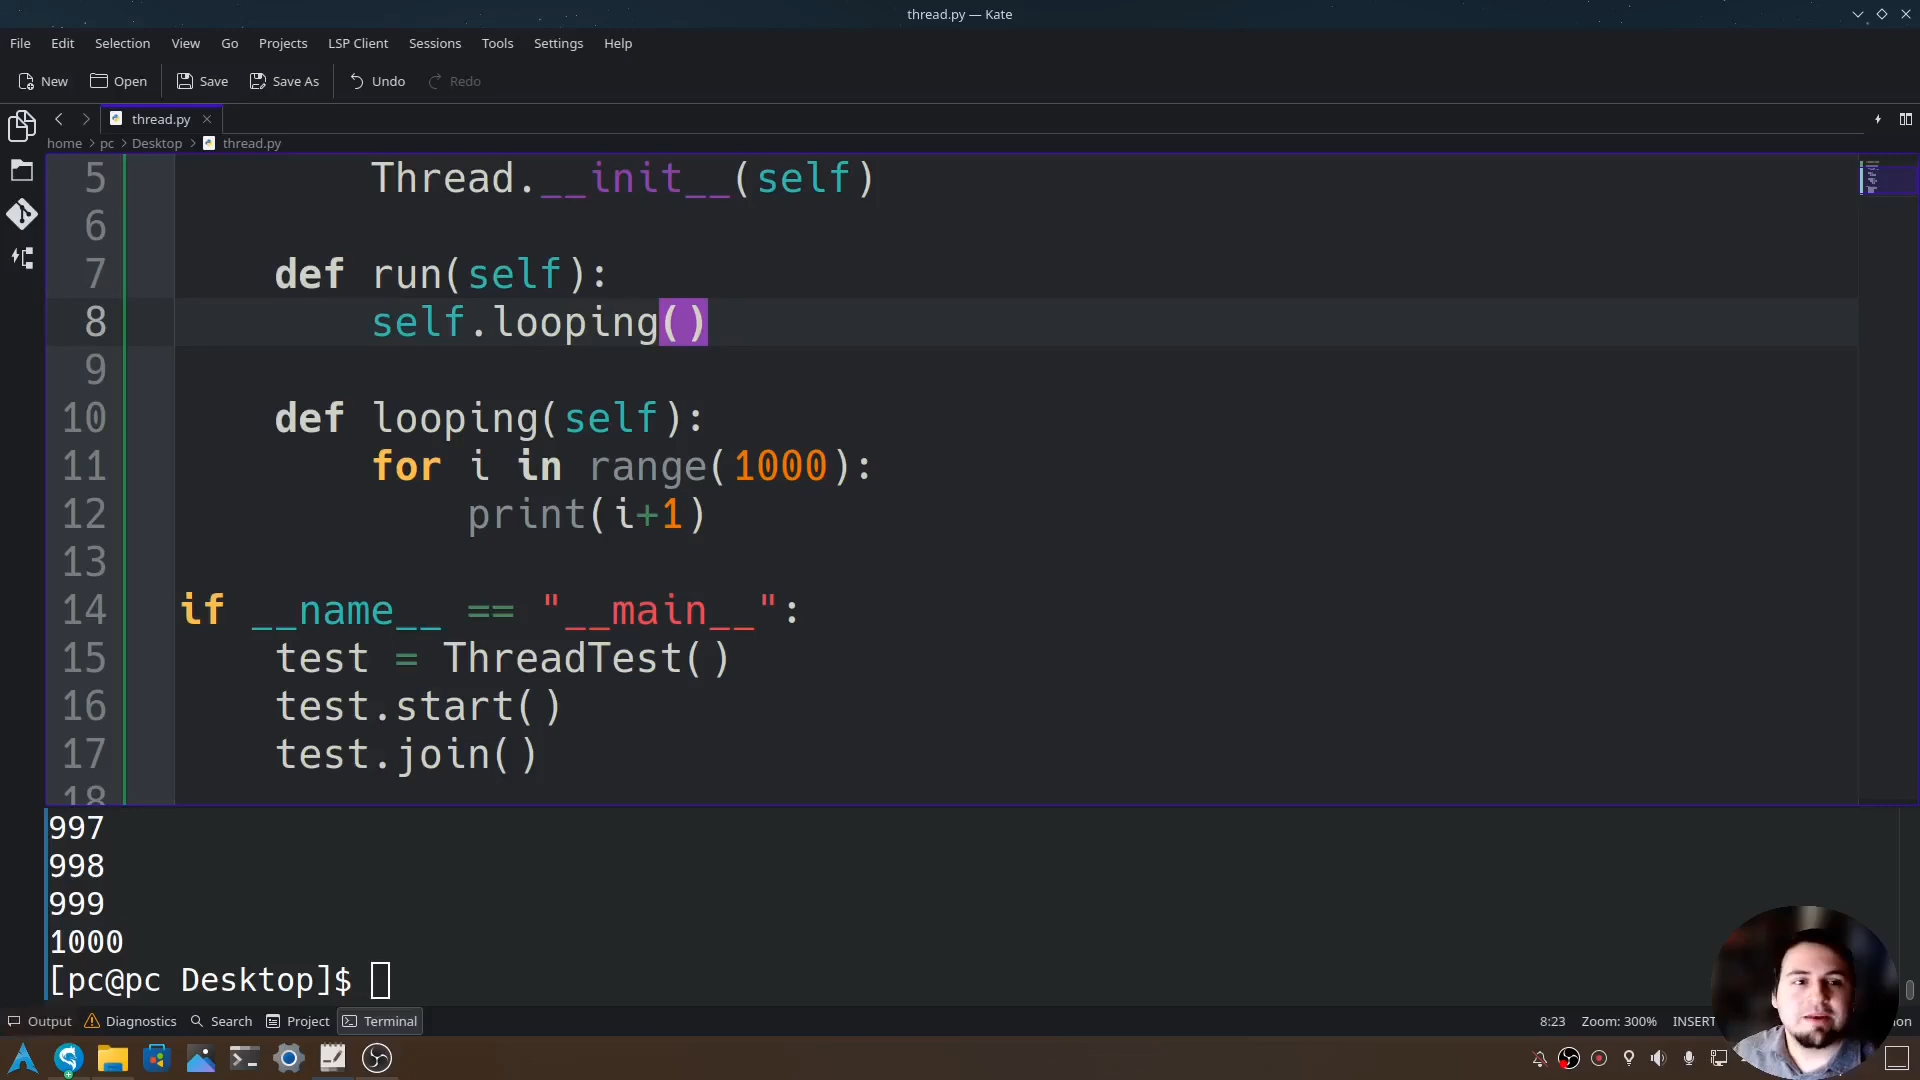 thread.py — Kate
File Edit Selection View Go Projects LSP Client Sessions Tools Settings Help
New Open Save Save As Undo Redo
thread.py
home > pc > Desktop > thread.py
5 Thread.__init__(self)
6
7 def run(self):
8 self.looping()
9
10 def looping(self):
11 for i in range(1000):
12 print(i+1)
13
14 if __name__ == "__main__":
15 test = ThreadTest()
16 test.start()
17 test.join()
18
997
998
999
1000
[pc@pc Desktop]$
Output Diagnostics Search Project Terminal 8:23 Zoom: 300% INSERT